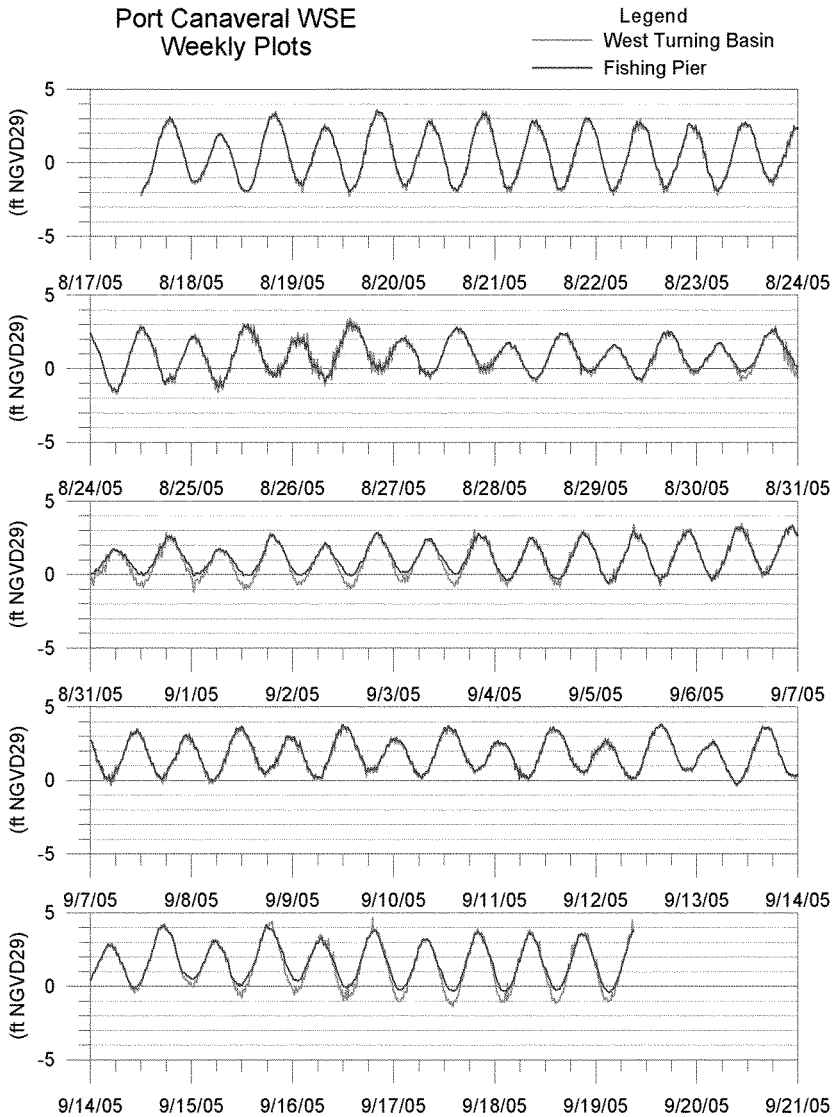 Port Canaveral WSE
Weekly Plots
Legend
West Turning Basin
Fishing Pier
5
0
-5
(ft NGVD29)
8/17/05 8/18/05 8/19/05 8/20/05 8/21/05 8/22/05 8/23/05 8/24/05
5
0
-5
(ft NGVD29)
8/24/05 8/25/05 8/26/05 8/27/05 8/28/05 8/29/05 8/30/05 8/31/05
5
0
-5
(ft NGVD29)
8/31/05 9/1/05 9/2/05 9/3/05 9/4/05 9/5/05 9/6/05 9/7/05
5
0
-5
(ft NGVD29)
9/7/05 9/8/05 9/9/05 9/10/05 9/11/05 9/12/05 9/13/05 9/14/05
5
0
-5
(ft NGVD29)
9/14/05 9/15/05 9/16/05 9/17/05 9/18/05 9/19/05 9/20/05 9/21/05